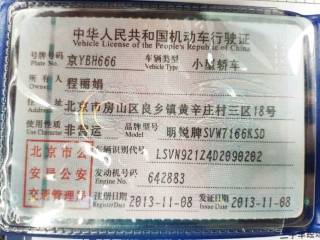 中华人民共和国机动车行驶证
Vehicle License of the People's Republic of China
号牌号码 京YBH666 车辆类型 小型轿车
Plate No. Vehicle Type
所有人 程丽娟
Owner
住址 北京市房山区良乡镇黄辛庄村三区18号
Address
使用性质 非营运 品牌型号 明锐牌SVW7166KSD
Use Character Model
北京市公 车辆识别代号 LSVN92124D2090202
VIN
安局公安 发动机号码 642883
Engine No.
交通管理局 注册日期 2013-11-08 发证日期 2013-11-08
Register Date Issue Date